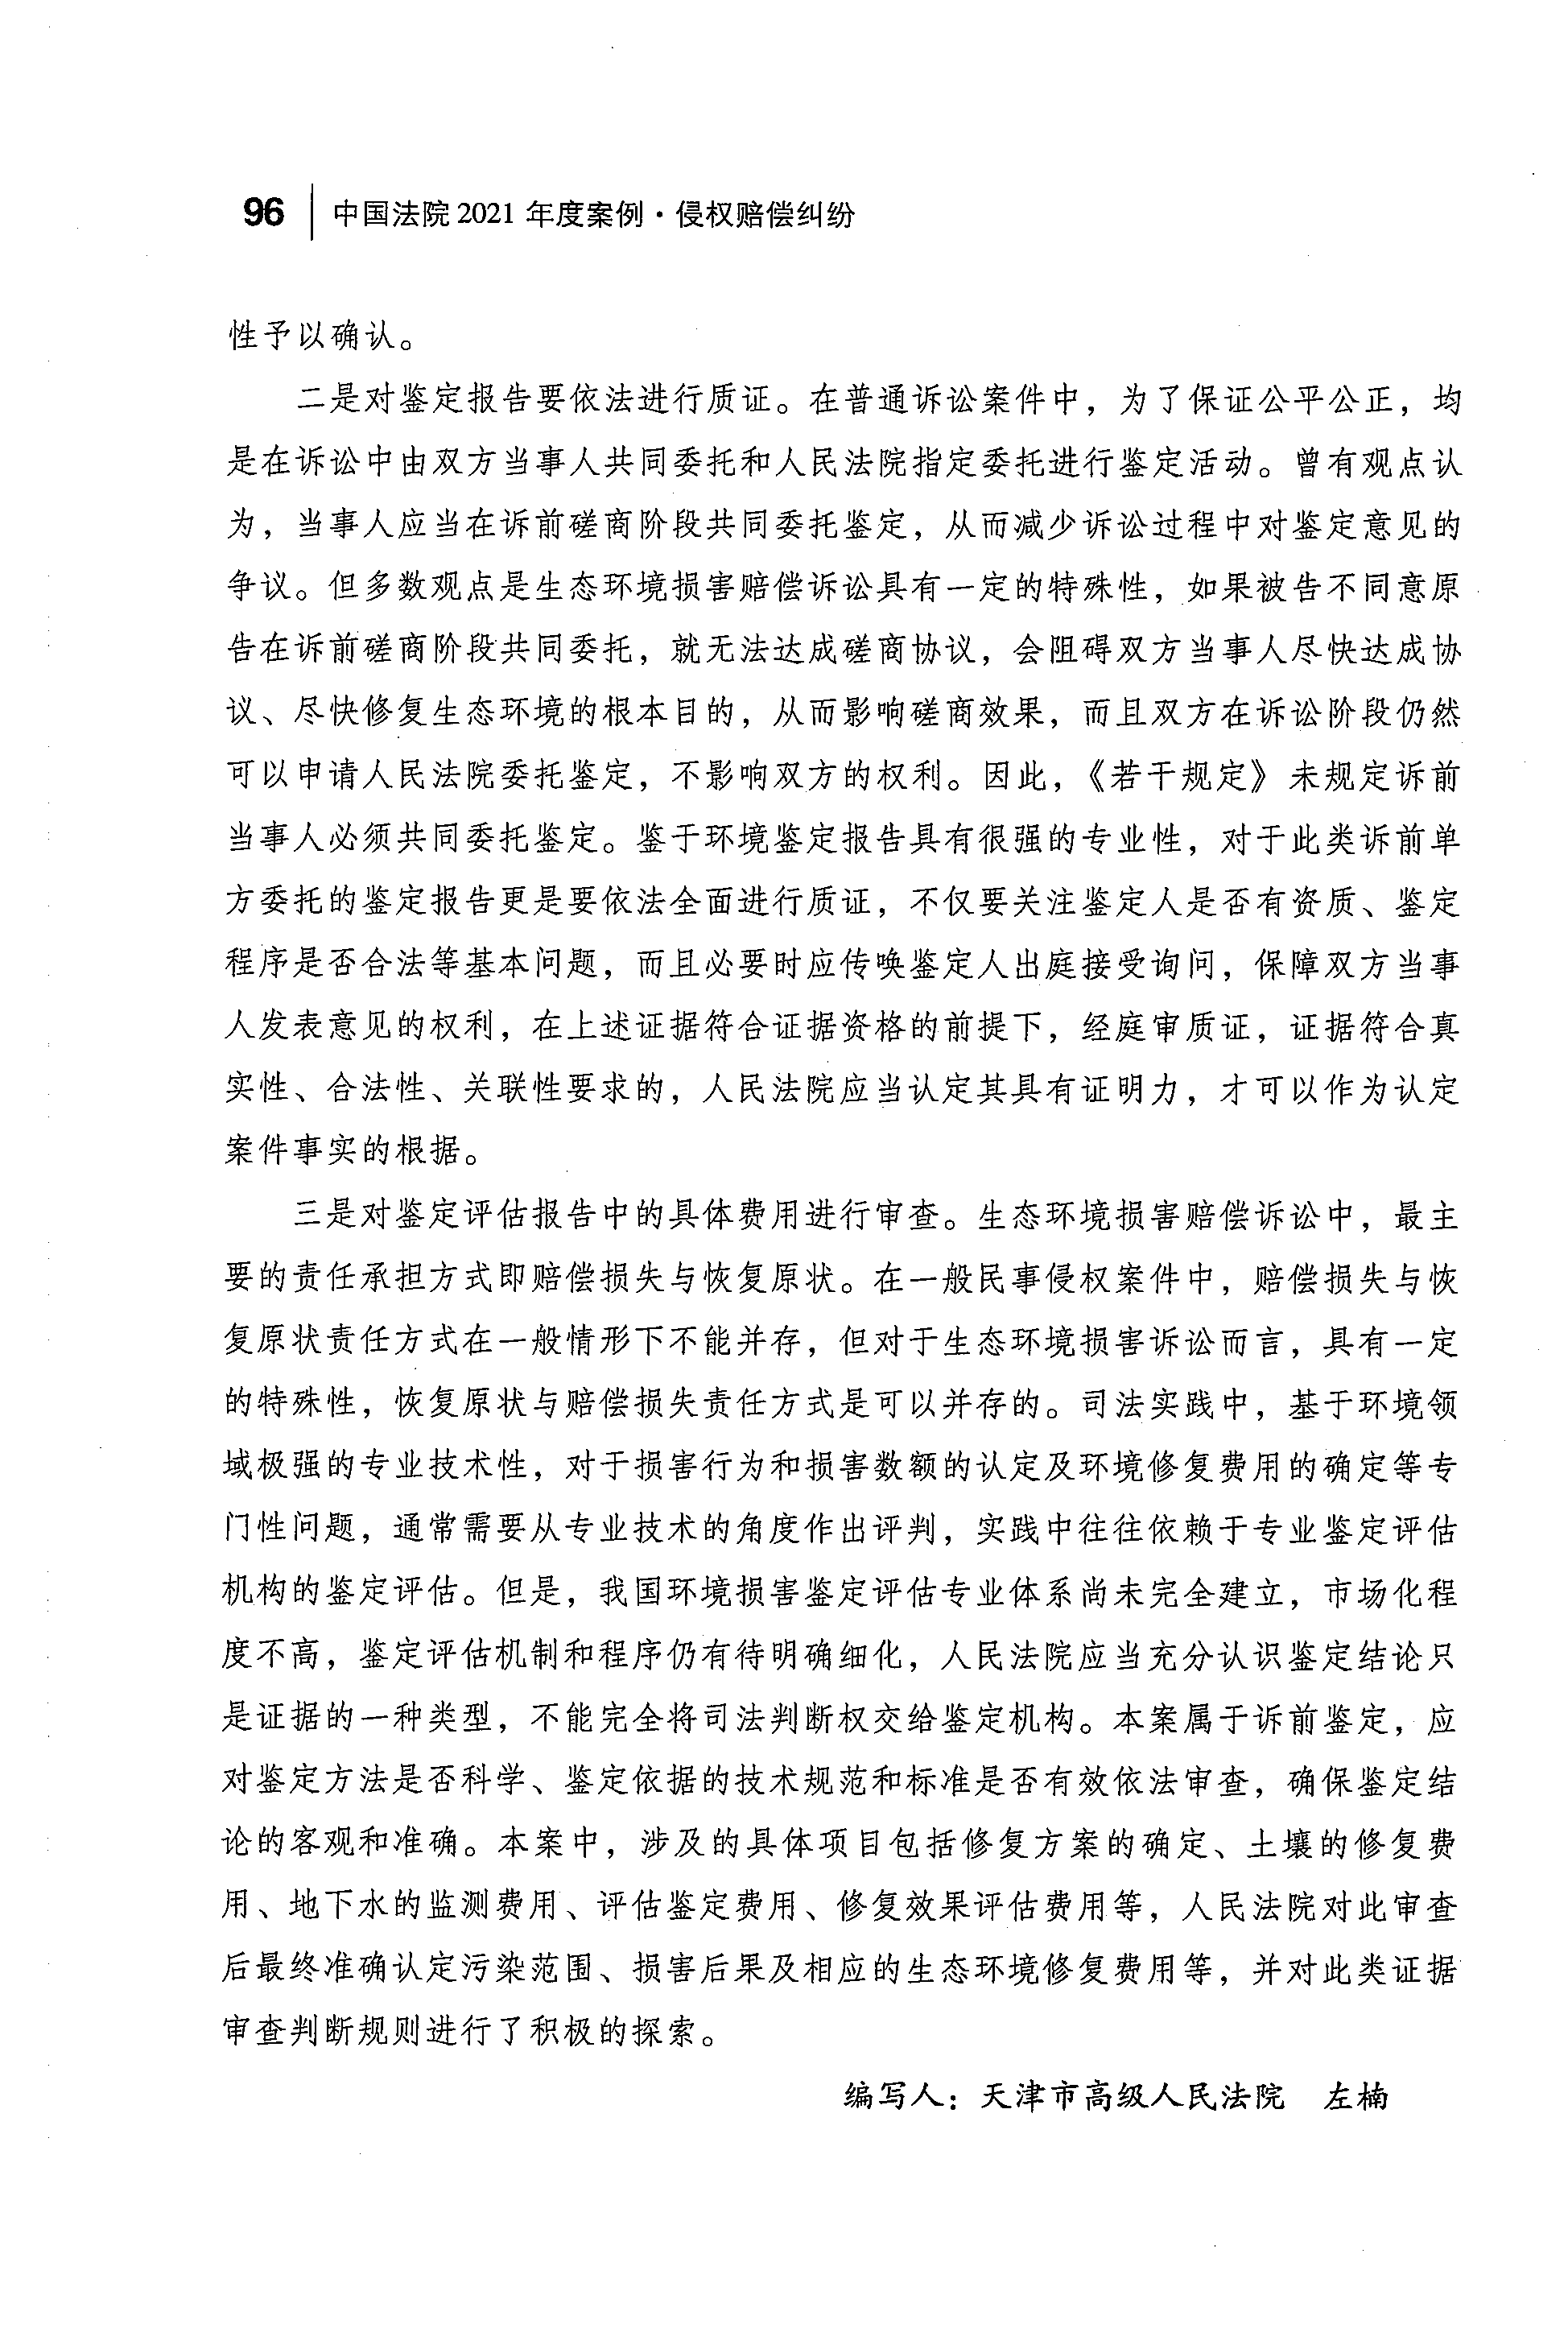 96 中国法院2021年度案例·侵权赔偿纠纷
性予以确认。
二是对鉴定报告要依法进行质证。在普通诉讼案件中，为了保证公平公正，均
是在诉讼中由双方当事人共同委托和人民法院指定委托进行鉴定活动。曾有观点认
为，当事人应当在诉前磋商阶段共同委托鉴定，从而减少诉讼过程中对鉴定意见的
争议。但多数观点是生态环境损害赔偿诉讼具有一定的特殊性，如果被告不同意原
告在诉前磋商阶段共同委托，就无法达成磋商协议，会阻碍双方当事人尽快达成协
议、尽快修复生态环境的根本目的，从而影响磋商效果，而且双方在诉讼阶段仍然
可以申请人民法院委托鉴定，不影响双方的权利。因此，《若干规定》未规定诉前
当事人必须共同委托鉴定。鉴于环境鉴定报告具有很强的专业性，对于此类诉前单
方委托的鉴定报告更是要依法全面进行质证，不仅要关注鉴定人是否有资质、鉴定
程序是否合法等基本问题，而且必要时应传唤鉴定人出庭接受询问，保障双方当事
人发表意见的权利，在上述证据符合证据资格的前提下，经庭审质证，证据符合真
实性、合法性、关联性要求的，人民法院应当认定其具有证明力，才可以作为认定
案件事实的根据。
三是对鉴定评估报告中的具体费用进行审查。生态环境损害赔偿诉讼中，最主
要的责任承担方式即赔偿损失与恢复原状。在一般民事侵权案件中，赔偿损失与恢
复原状责任方式在一般情形下不能并存，但对于生态环境损害诉讼而言，具有一定
的特殊性，恢复原状与赔偿损失责任方式是可以并存的。司法实践中，基于环境领
域极强的专业技术性，对于损害行为和损害数额的认定及环境修复费用的确定等专
门性问题，通常需要从专业技术的角度作出评判，实践中往往依赖于专业鉴定评估
机构的鉴定评估。但是，我国环境损害鉴定评估专业体系尚未完全建立，市场化程
度不高，鉴定评估机制和程序仍有待明确细化，人民法院应当充分认识鉴定结论只
是证据的一种类型，不能完全将司法判断权交给鉴定机构。本案属于诉前鉴定，应
对鉴定方法是否科学、鉴定依据的技术规范和标准是否有效依法审查，确保鉴定结
论的客观和准确。本案中，涉及的具体项目包括修复方案的确定、土壤的修复费
用、地下水的监测费用、评估鉴定费用、修复效果评估费用等，人民法院对此审查
后最终准确认定污染范围、损害后果及相应的生态环境修复费用等，并对此类证据
审查判断规则进行了积极的探索。
编写人：天津市高级人民法院　左楠